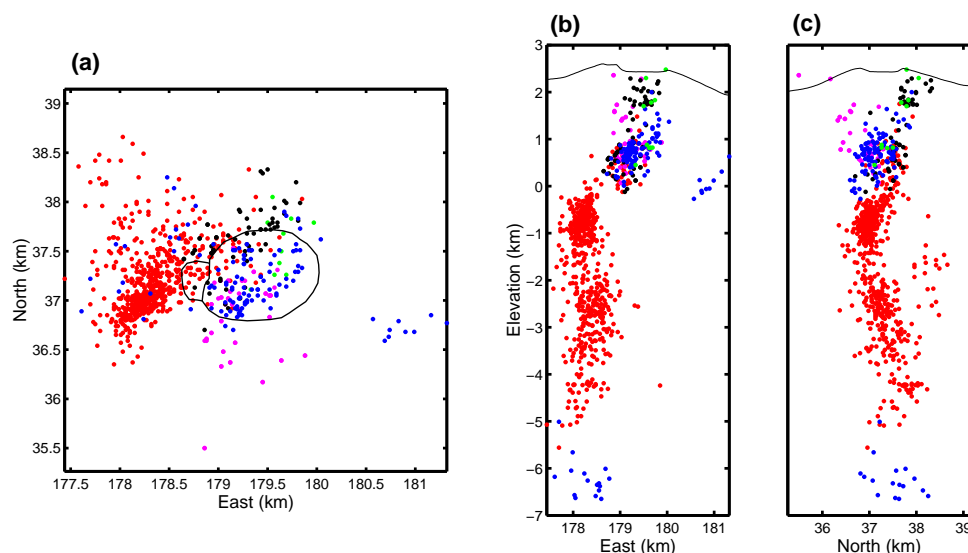 (a)
39
38.5
38
37.5
37
36.5
36
35.5
North (km)
177.5 178 178.5 179 179.5 180 180.5 181
East (km)
(b)
3
2
1
0
−1
−2
−3
−4
−5
−6
−7
Elevation (km)
178 179 180 181
East (km)
(c)
36 37 38 39
North (km)